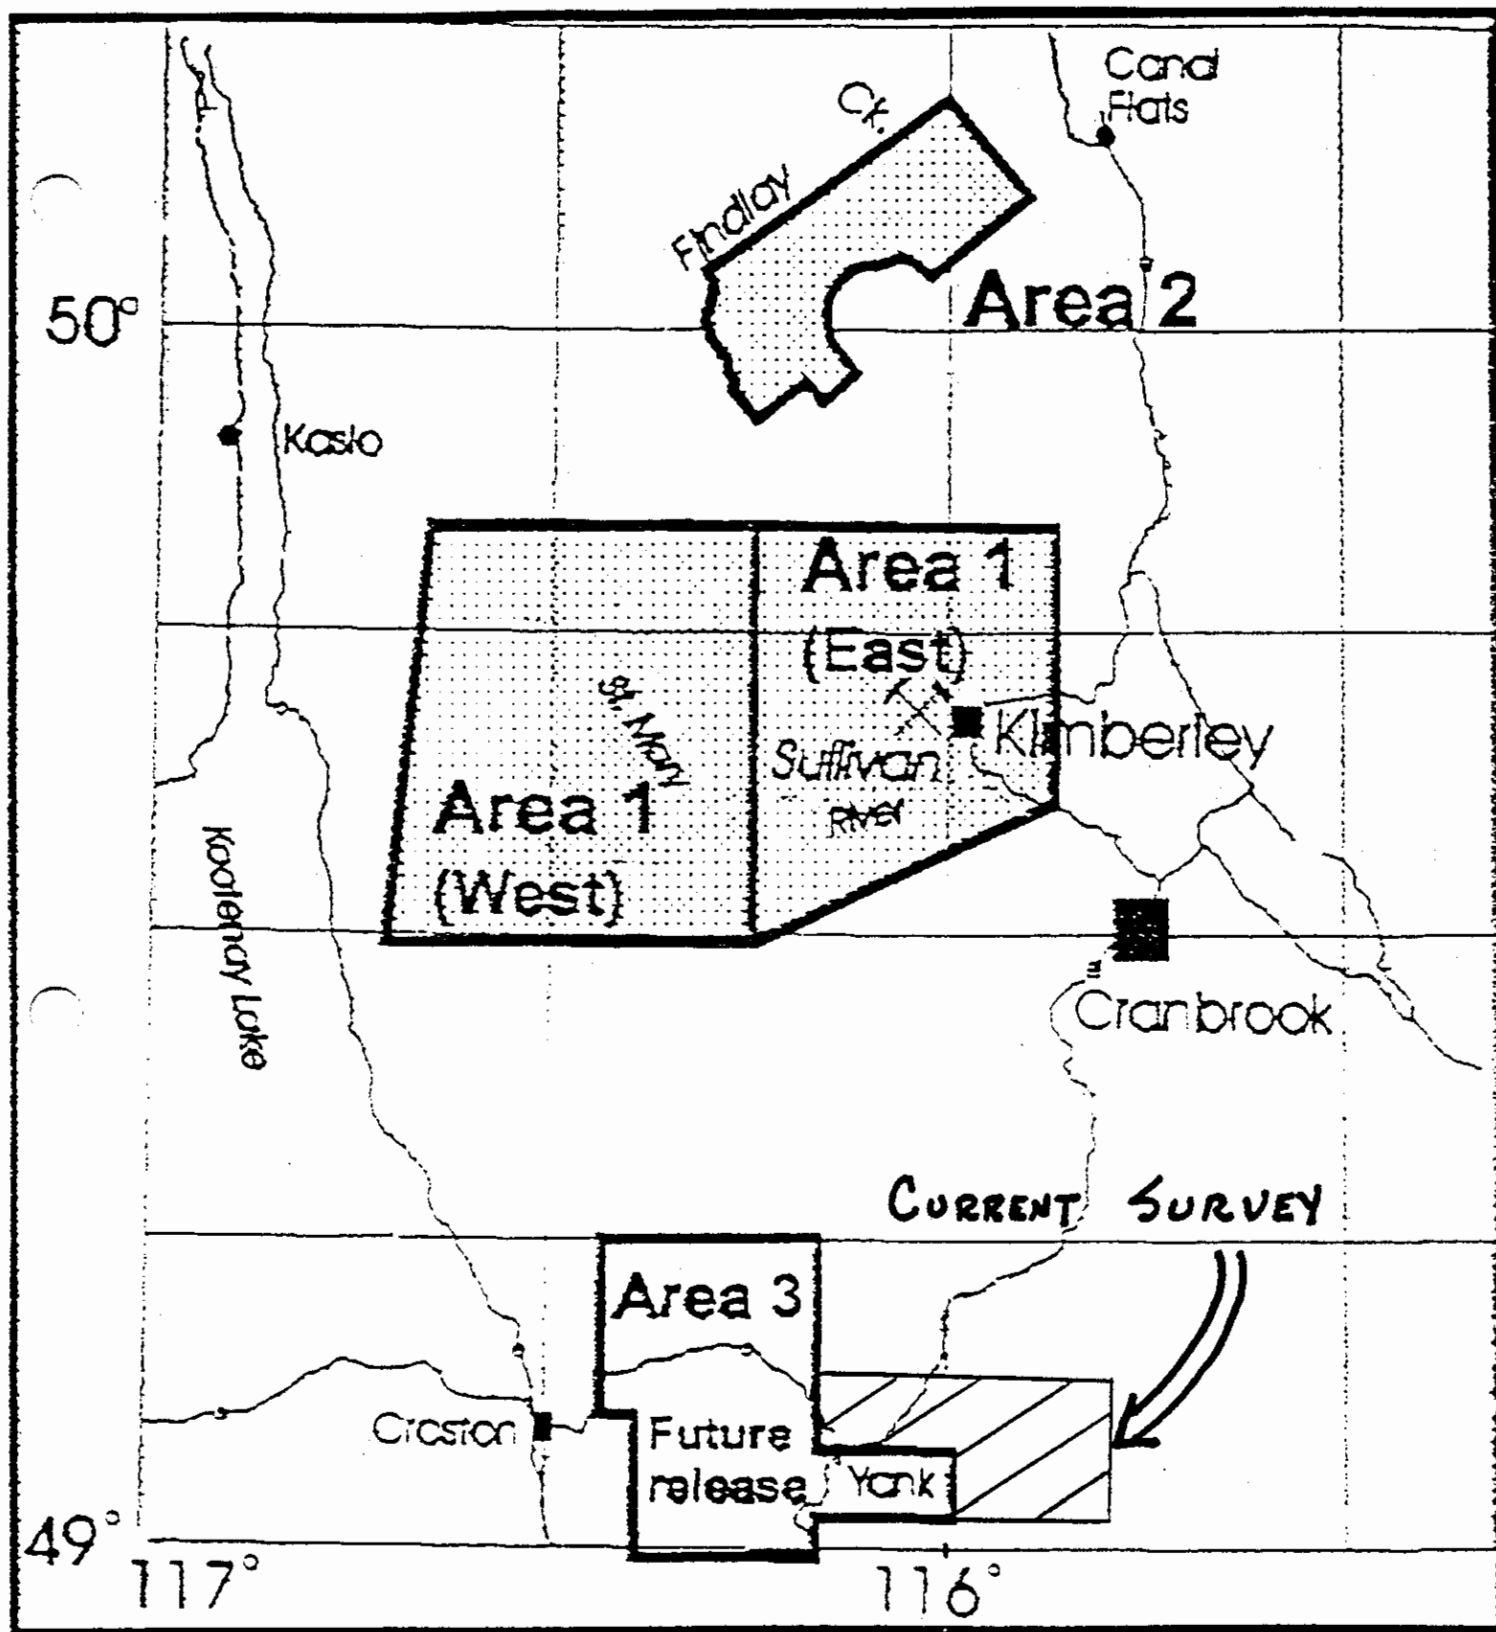 Canal
Flats
Findlay Ck.
50°
Area 2
Kaslo
Area 1
(East)
St. Mary
Kimberley
Sullivan
River
Area 1
(West)
Kootenay Lake
Cranbrook
CURRENT SURVEY
Area 3
Creston
Future
release
Yank
49°
117°
116°